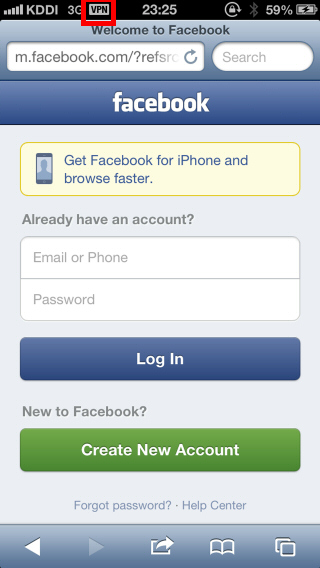 KDDI 3G VPN 23:25 59%
Welcome to Facebook
m.facebook.com/?refsrc Search
facebook
Get Facebook for iPhone and
browse faster.
Already have an account?
Email or Phone
Password
Log In
New to Facebook?
Create New Account
Forgot password? · Help Center